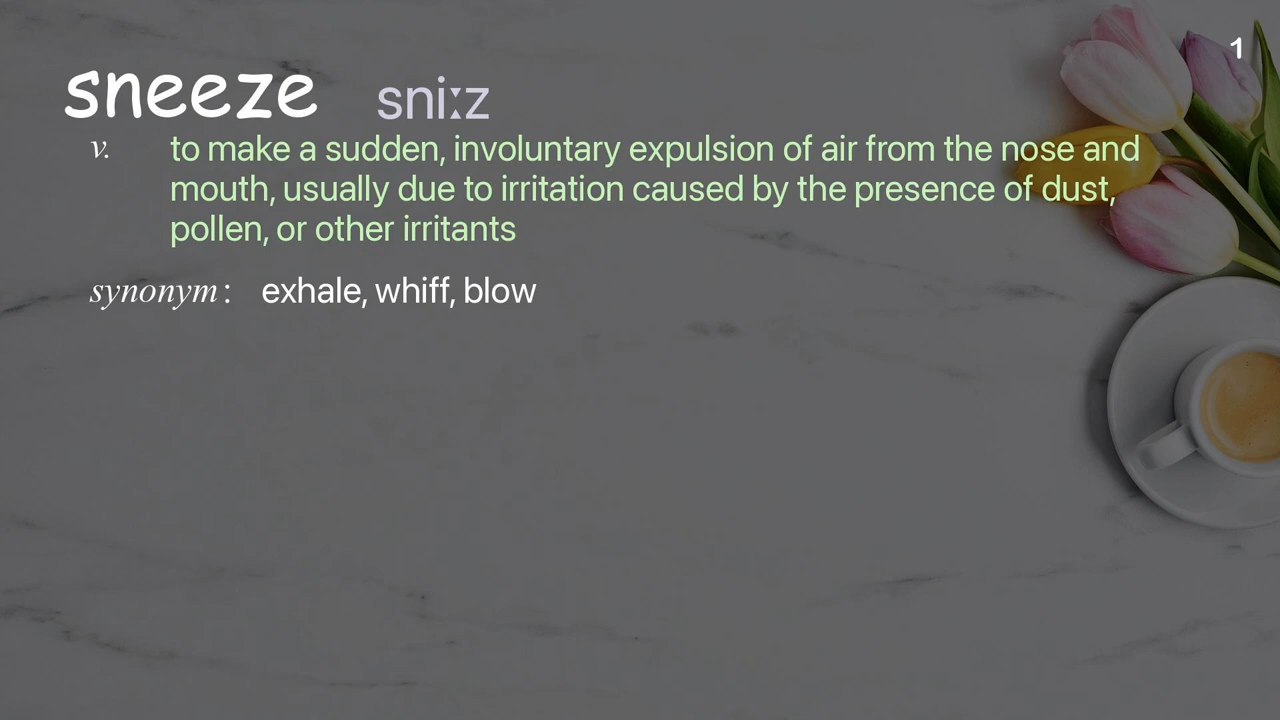 1
sneeze sniːz
v. to make a sudden, involuntary expulsion of air from the nose and
mouth, usually due to irritation caused by the presence of dust,
pollen, or other irritants
synonym : exhale, whiff, blow